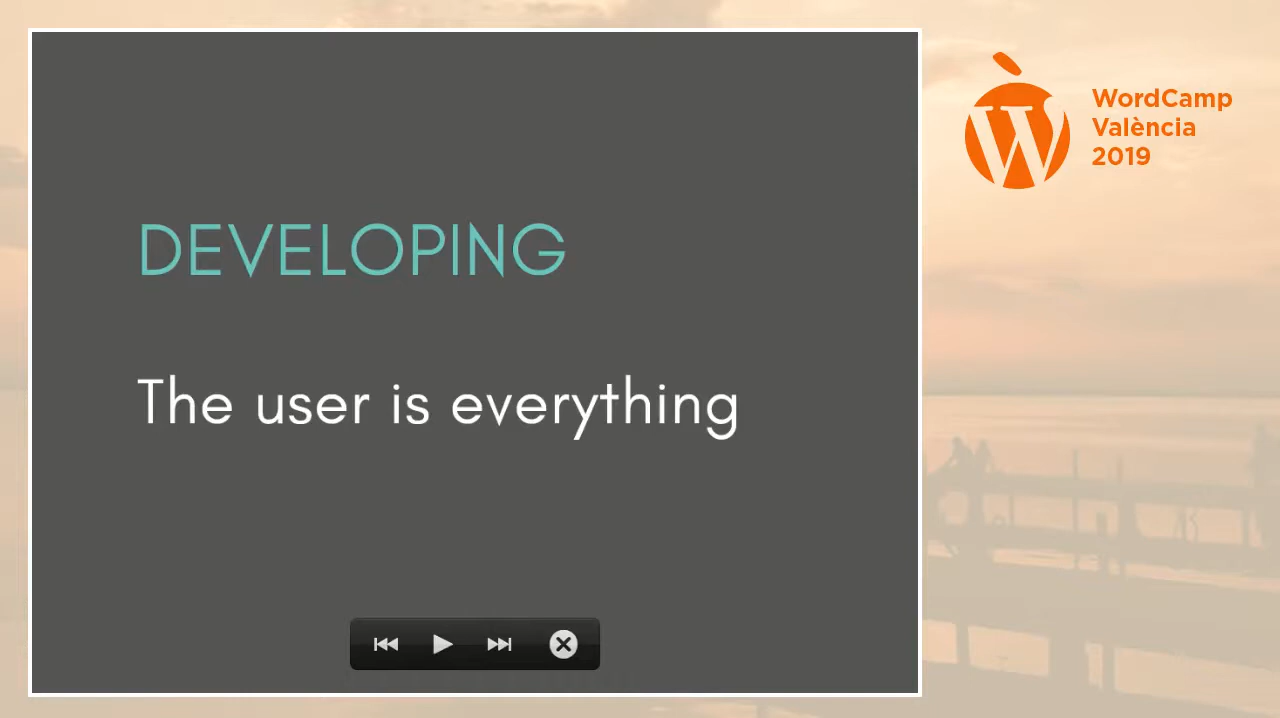 DEVELOPING
The user is everything
WordCamp
València
2019